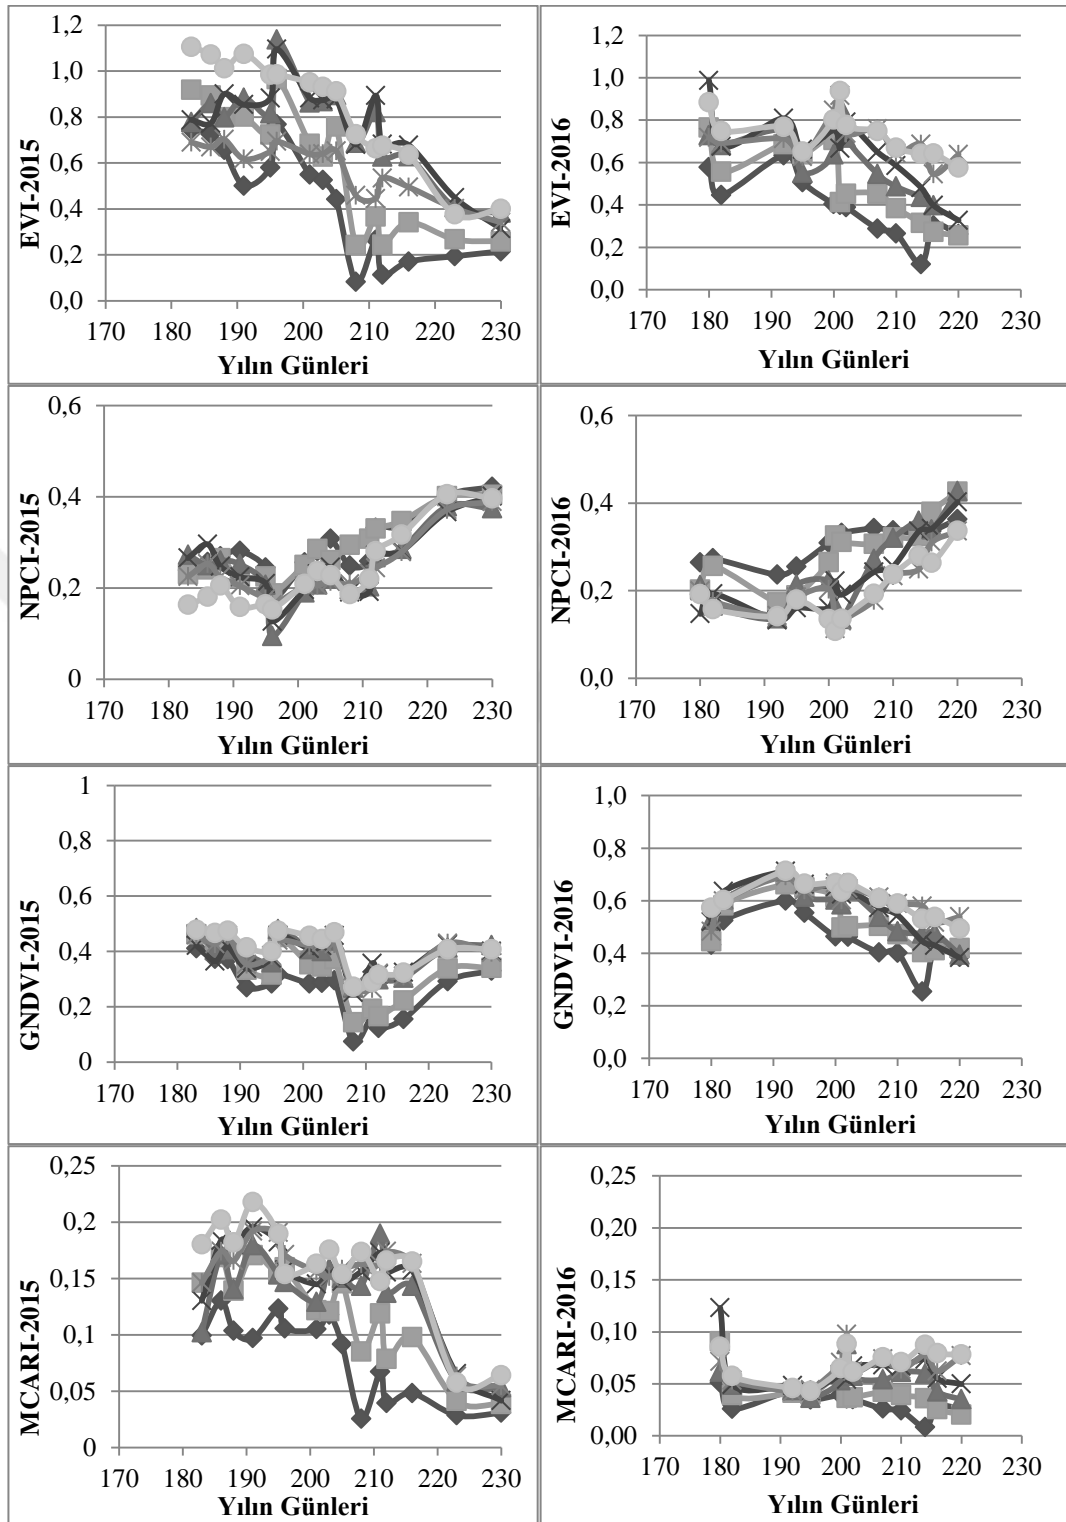 EVI-2015
1,2
1,0
0,8
0,6
0,4
0,2
0,0
170 180 190 200 210 220 230
Yılın Günleri
EVI-2016
1,2
1,0
0,8
0,6
0,4
0,2
0,0
170 180 190 200 210 220 230
Yılın Günleri
NPCI-2015
0,6
0,4
0,2
0
170 180 190 200 210 220 230
Yılın Günleri
NPCI-2016
0,6
0,4
0,2
0,0
170 180 190 200 210 220 230
Yılın Günleri
GNDVI-2015
1
0,8
0,6
0,4
0,2
0
170 180 190 200 210 220 230
Yılın Günleri
GNDVI-2016
1,0
0,8
0,6
0,4
0,2
0,0
170 180 190 200 210 220 230
Yılın Günleri
MCARI-2015
0,25
0,2
0,15
0,1
0,05
0
170 180 190 200 210 220 230
Yılın Günleri
MCARI-2016
0,25
0,20
0,15
0,10
0,05
0,00
170 180 190 200 210 220 230
Yılın Günleri